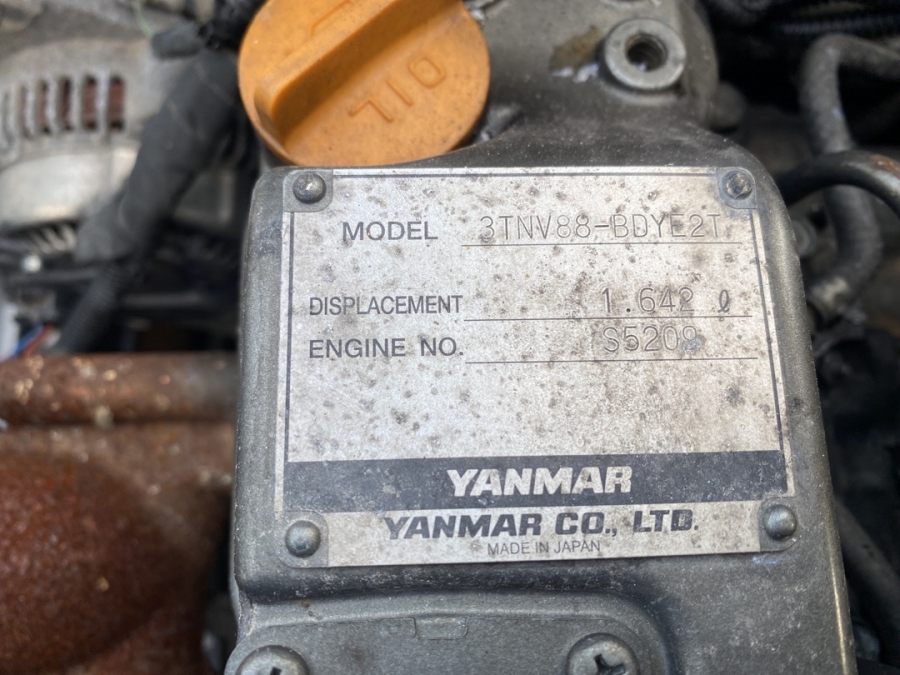 OIL
MODEL 3TNV88-BDYE2T
DISPLACEMENT 1.642 ℓ
ENGINE NO. S5208
YANMAR
YANMAR CO., LTD.
MADE IN JAPAN